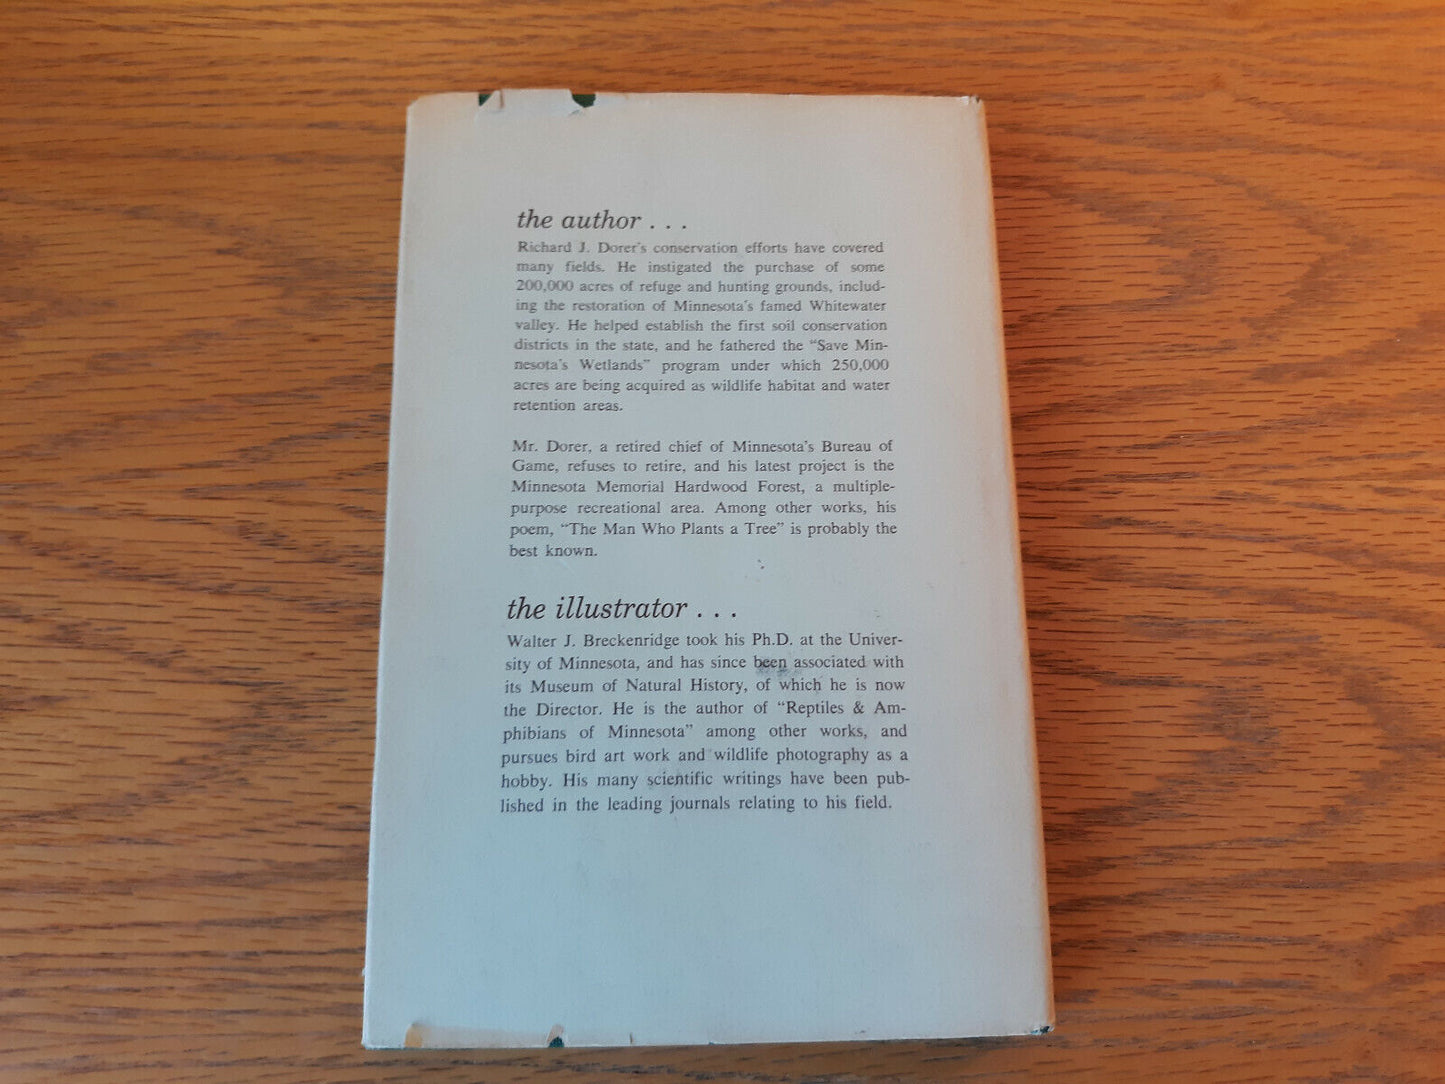 the author . . .
Richard J. Dorer's conservation efforts have covered
many fields. He instigated the purchase of some
200,000 acres of refuge and hunting grounds, includ-
ing the restoration of Minnesota's famed Whitewater
valley. He helped establish the first soil conservation
districts in the state, and he fathered the "Save Min-
nesota's Wetlands" program under which 250,000
acres are being acquired as wildlife habitat and water
retention areas.
Mr. Dorer, a retired chief of Minnesota's Bureau of
Game, refuses to retire, and his latest project is the
Minnesota Memorial Hardwood Forest, a multiple-
purpose recreational area. Among other works, his
poem, "The Man Who Plants a Tree" is probably the
best known.
the illustrator . . .
Walter J. Breckenridge took his Ph.D. at the Univer-
sity of Minnesota, and has since been associated with
its Museum of Natural History, of which he is now
the Director. He is the author of "Reptiles & Am-
phibians of Minnesota" among other works, and
pursues bird art work and wildlife photography as a
hobby. His many scientific writings have been pub-
lished in the leading journals relating to his field.